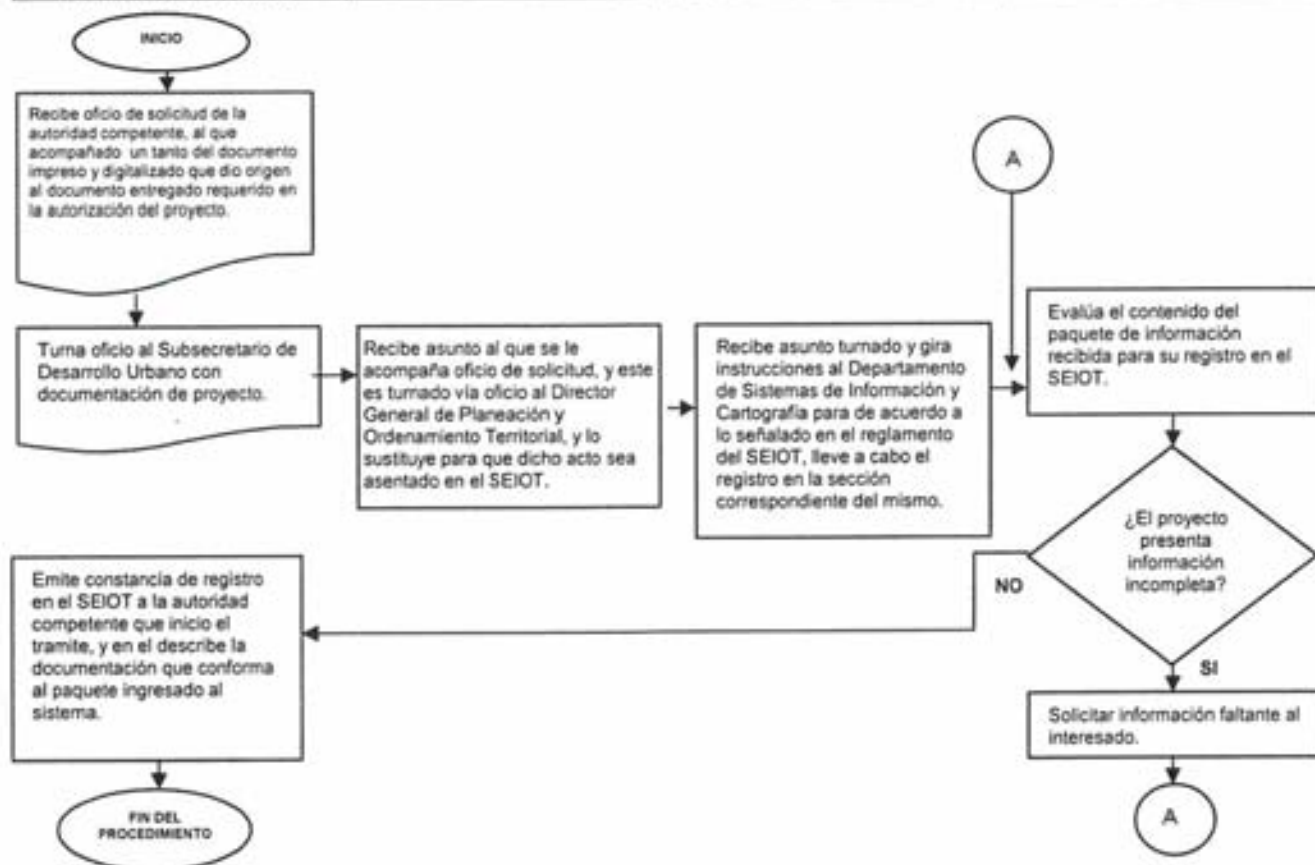 INICIO
Recibe oficio de solicitud de la
autoridad competente, al que
acompañado un tanto del documento
impreso y digitalizado que dio origen
al documento entregado requerido en
la autorización del proyecto.
Turna oficio al Subsecretario de
Desarrollo Urbano con
documentación de proyecto.
Recibe asunto al que se le
acompaña oficio de solicitud, y este
es turnado vía oficio al Director
General de Planeación y
Ordenamiento Territorial, y lo
sustituye para que dicho acto sea
asentado en el SEIOT.
Recibe asunto turnado y gira
instrucciones al Departamento
de Sistemas de Información y
Cartografía para de acuerdo a
lo señalado en el reglamento
del SEIOT, lleve a cabo el
registro en la sección
correspondiente del mismo.
A
Evalúa el contenido del
paquete de información
recibida para su registro en el
SEIOT.
¿El proyecto
presenta
información
incompleta?
NO
SI
Emite constancia de registro
en el SEIOT a la autoridad
competente que inicio el
tramite, y en el describe la
documentación que conforma
al paquete ingresado al
sistema.
Solicitar información faltante al
interesado.
A
FIN DEL
PROCEDIMIENTO